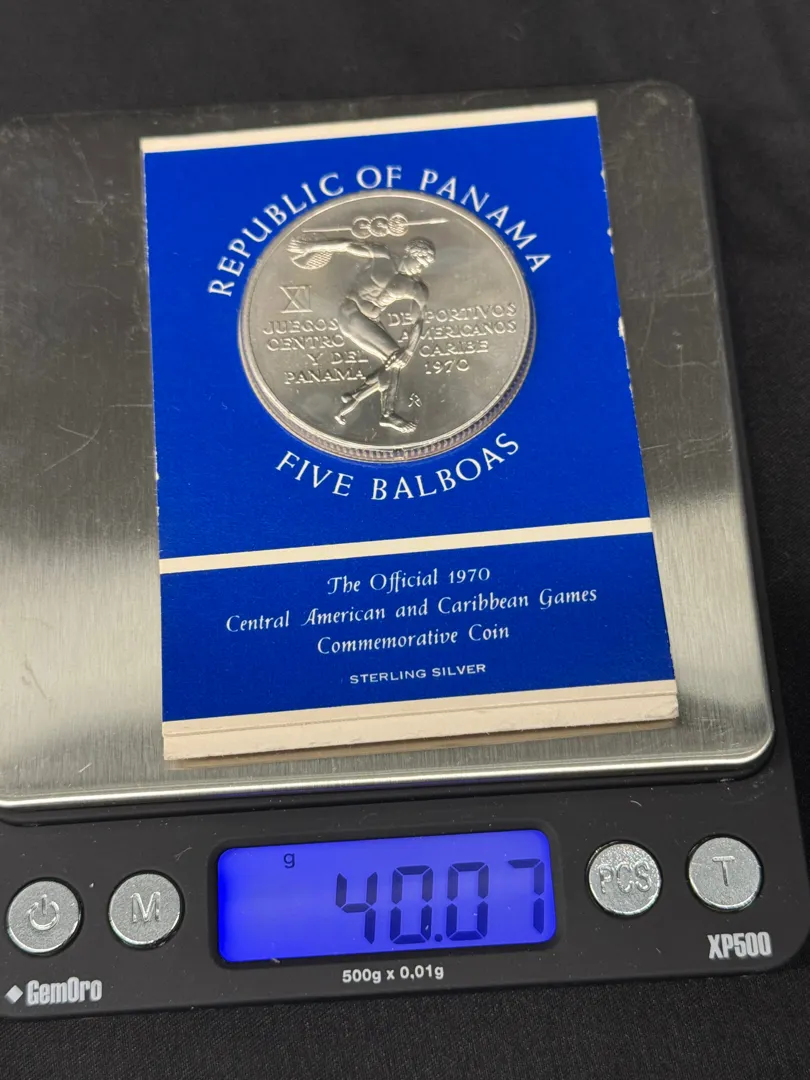 REPUBLIC OF PANAMA
XI
JUEGOS DEPORTIVOS
CENTRO AMERICANOS
Y DEL CARIBE
PANAMA 1970
FIVE BALBOAS
The Official 1970
Central American and Caribbean Games
Commemorative Coin
STERLING SILVER
g
40.07
M
PCS
T
500g x 0,01g
GemOro
XP500